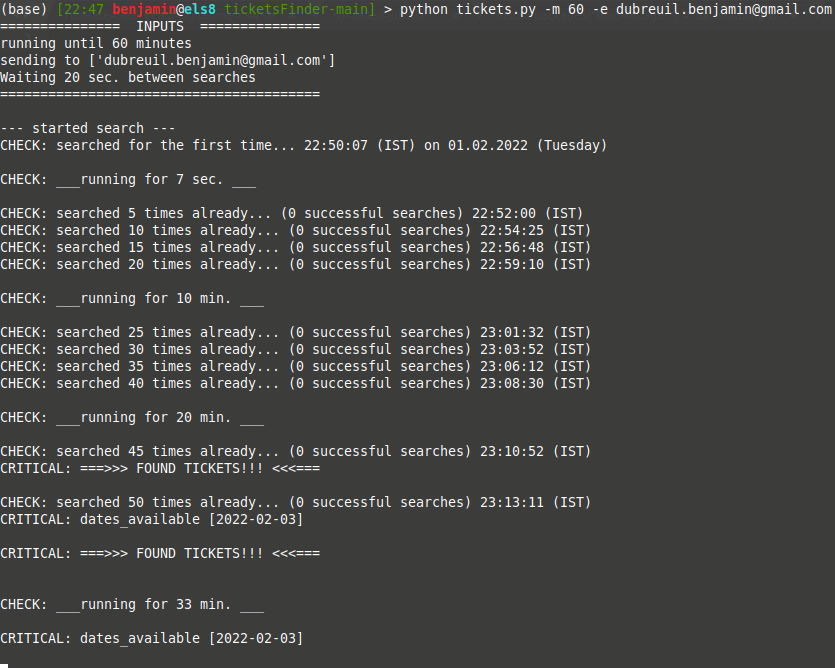 (base) [22:47 benjamin@els8 ticketsFinder-main] > python tickets.py -m 60 -e dubreuil.benjamin@gmail.com
===============  INPUTS  ===============
running until 60 minutes
sending to ['dubreuil.benjamin@gmail.com']
Waiting 20 sec. between searches
========================================
--- started search ---
CHECK: searched for the first time... 22:50:07 (IST) on 01.02.2022 (Tuesday)
CHECK: ___running for 7 sec. ___
CHECK: searched 5 times already... (0 successful searches) 22:52:00 (IST)
CHECK: searched 10 times already... (0 successful searches) 22:54:25 (IST)
CHECK: searched 15 times already... (0 successful searches) 22:56:48 (IST)
CHECK: searched 20 times already... (0 successful searches) 22:59:10 (IST)
CHECK: ___running for 10 min. ___
CHECK: searched 25 times already... (0 successful searches) 23:01:32 (IST)
CHECK: searched 30 times already... (0 successful searches) 23:03:52 (IST)
CHECK: searched 35 times already... (0 successful searches) 23:06:12 (IST)
CHECK: searched 40 times already... (0 successful searches) 23:08:30 (IST)
CHECK: ___running for 20 min. ___
CHECK: searched 45 times already... (0 successful searches) 23:10:52 (IST)
CRITICAL: ===>>> FOUND TICKETS!!! <<<===
CHECK: searched 50 times already... (0 successful searches) 23:13:11 (IST)
CRITICAL: dates_available [2022-02-03]
CRITICAL: ===>>> FOUND TICKETS!!! <<<===
CHECK: ___running for 33 min. ___
CRITICAL: dates_available [2022-02-03]